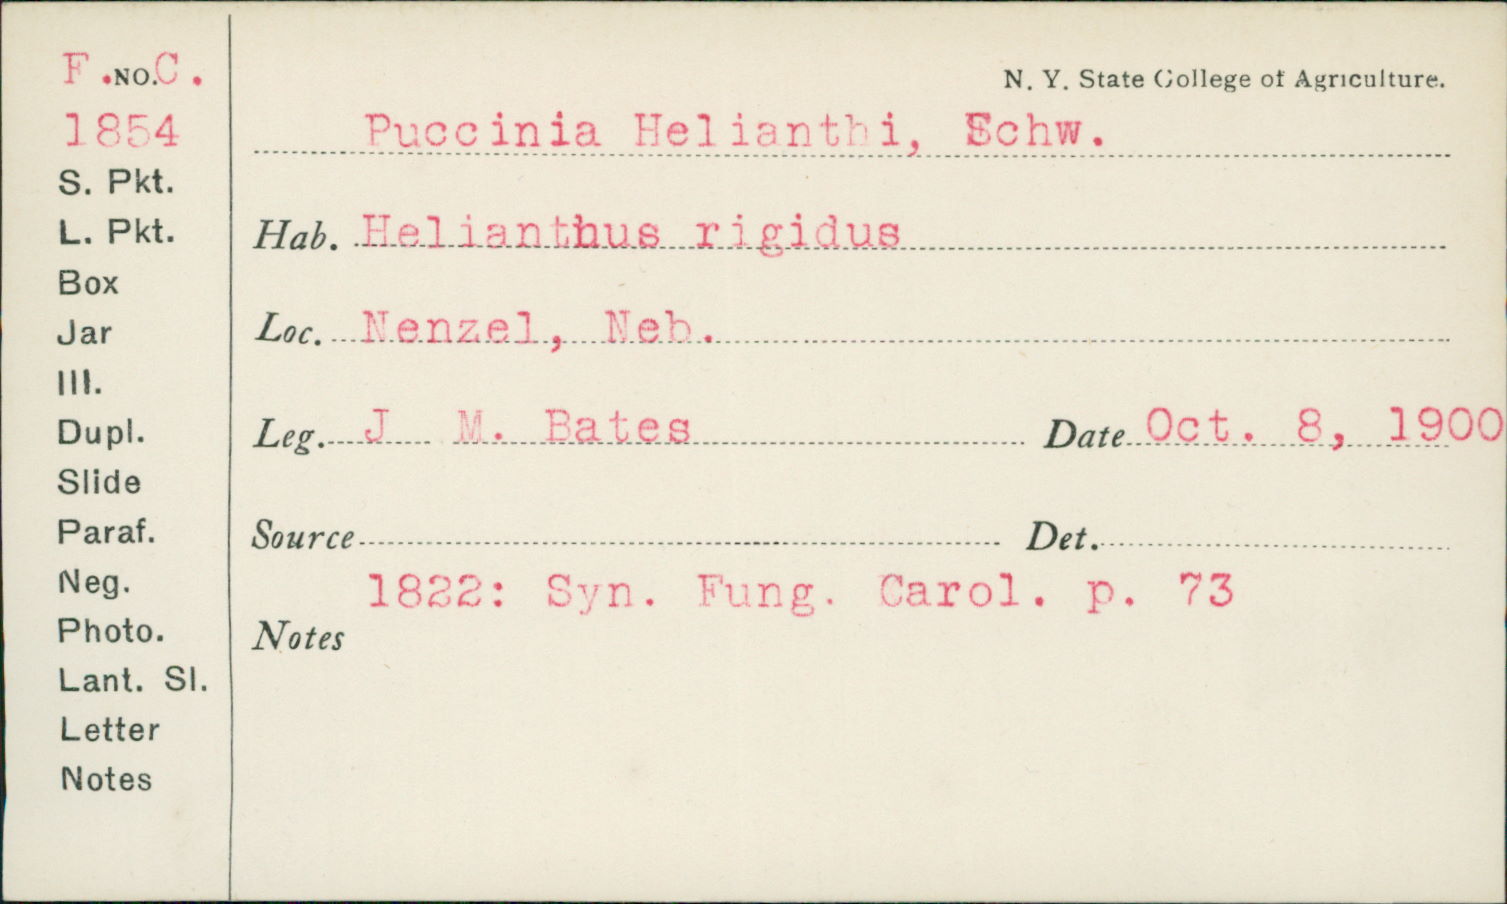 F. NO. C.
1854
S. Pkt.
L. Pkt.
Box
Jar
Ill.
Dupl.
Slide
Paraf.
Neg.
Photo.
Lant. Sl.
Letter
Notes
N. Y. State College of Agriculture.
Puccinia Helianthi, Schw.
Hab. Helianthus rigidus
Loc. Nenzel, Neb.
Leg. J M. Bates Date Oct. 8, 1900
Source Det.
1822: Syn. Fung. Carol. p. 73
Notes